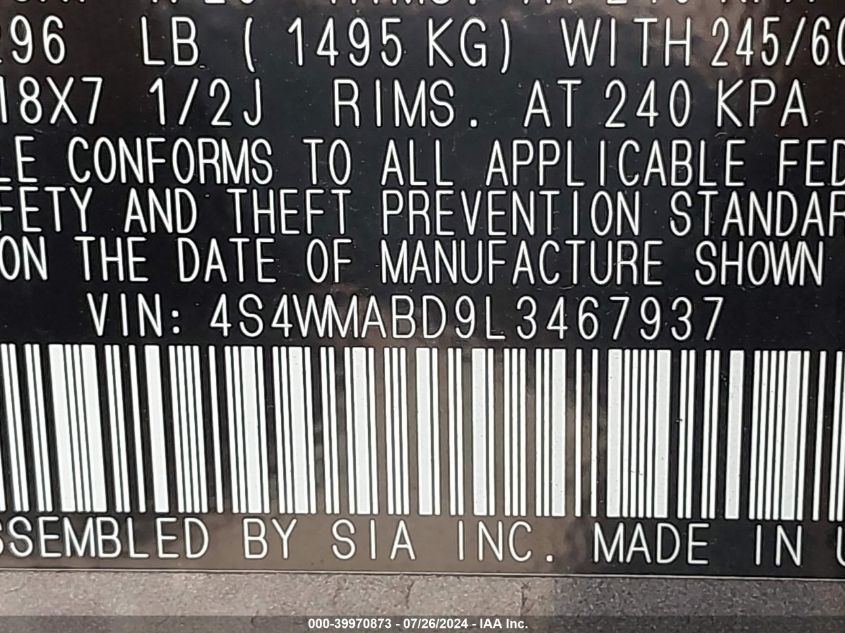 296 LB ( 1495 KG) WITH 245/60
18X7 1/2J RIMS. AT 240 KPA
LE CONFORMS TO ALL APPLICABLE FED
FETY AND THEFT PREVENTION STANDAR
ON THE DATE OF MANUFACTURE SHOWN
VIN: 4S4WMABD9L3467937
SSEMBLED BY SIA INC. MADE IN U
000-39970873 - 07/26/2024 - IAA Inc.